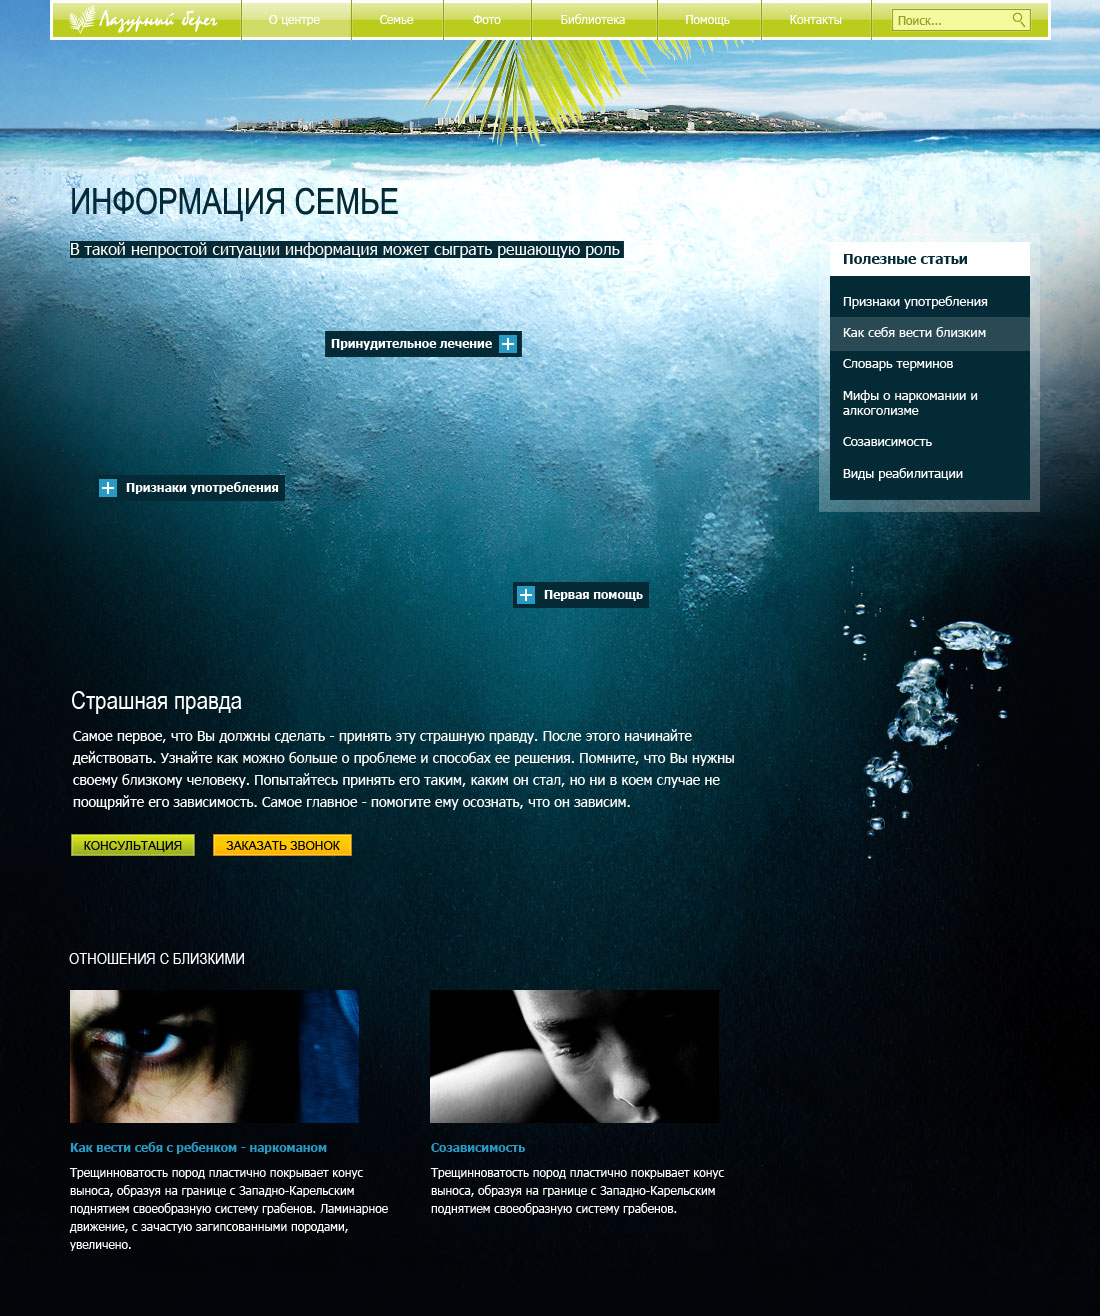 Лазурный берег
О центре
Семье
Фото
Библиотека
Помощь
Контакты
Поиск...
ИНФОРМАЦИЯ СЕМЬЕ
В такой непростой ситуации информация может сыграть решающую роль
Полезные статьи
Признаки употребления
Как себя вести близким
Словарь терминов
Мифы о наркомании и
алкоголизме
Созависимость
Виды реабилитации
Принудительное лечение
Признаки употребления
Первая помощь
Страшная правда
Самое первое, что Вы должны сделать - принять эту страшную правду. После этого начинайте
действовать. Узнайте как можно больше о проблеме и способах ее решения. Помните, что Вы нужны
своему близкому человеку. Попытайтесь принять его таким, каким он стал, но ни в коем случае не
поощряйте его зависимость. Самое главное - помогите ему осознать, что он зависим.
КОНСУЛЬТАЦИЯ
ЗАКАЗАТЬ ЗВОНОК
ОТНОШЕНИЯ С БЛИЗКИМИ
Как вести себя с ребенком - наркоманом
Трещинноватость пород пластично покрывает конус
выноса, образуя на границе с Западно-Карельским
поднятием своеобразную систему грабенов. Ламинарное
движение, с зачастую загипсованными породами,
увеличено.
Созависимость
Трещинноватость пород пластично покрывает конус
выноса, образуя на границе с Западно-Карельским
поднятием своеобразную систему грабенов.